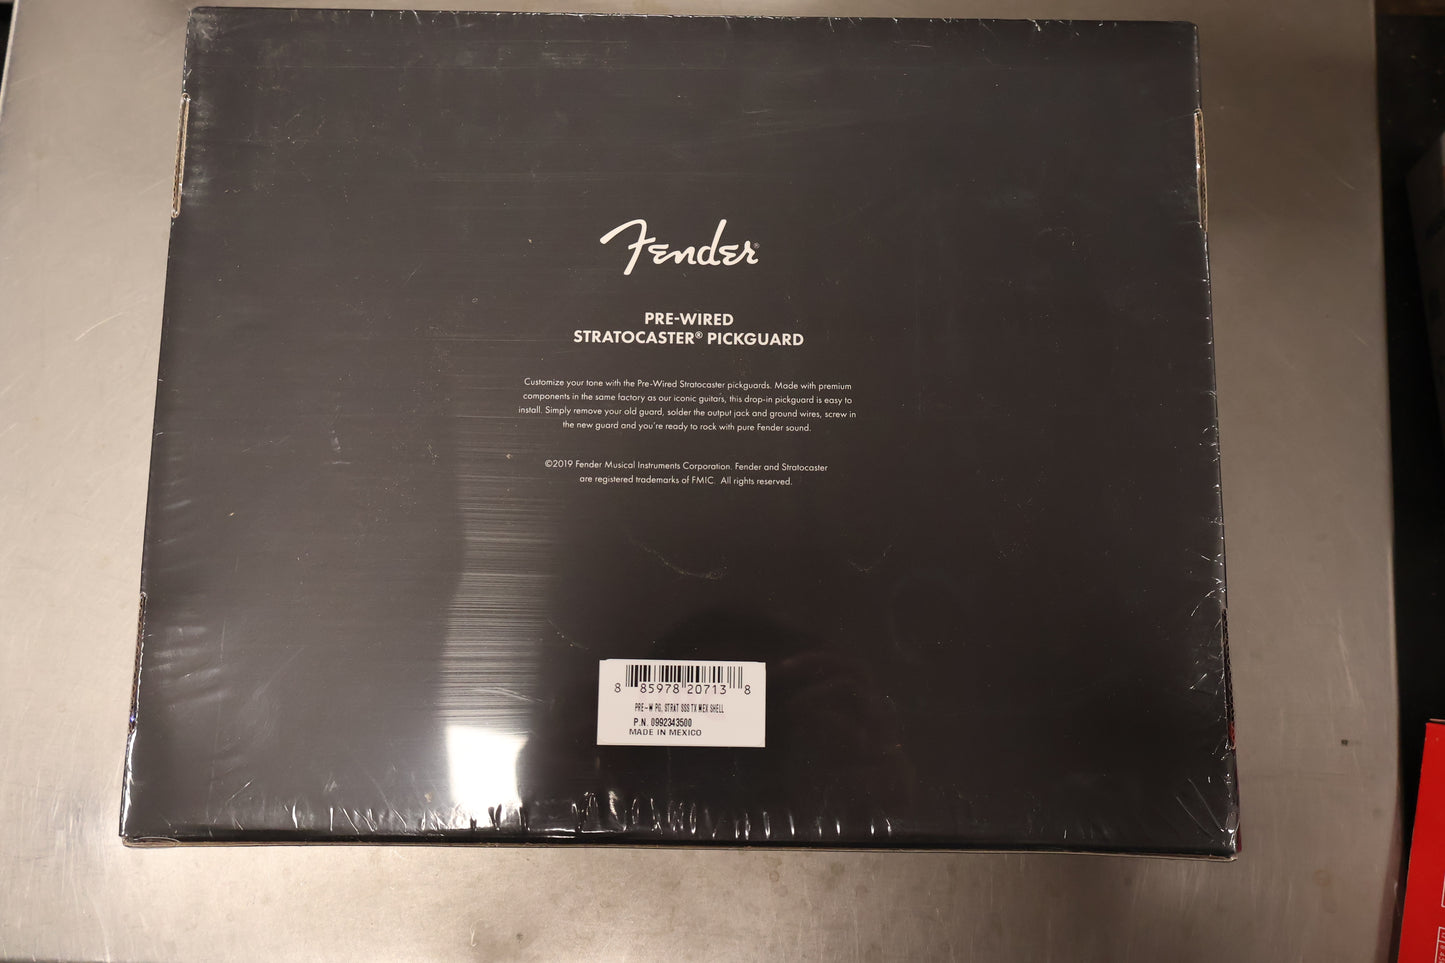 Fender®
PRE-WIRED
STRATOCASTER® PICKGUARD
Customize your tone with the Pre-Wired Stratocaster pickguards. Made with premium
components in the same factory as our iconic guitars, this drop-in pickguard is easy to
install. Simply remove your old guard, solder the output jack and ground wires, screw in
the new guard and you're ready to rock with pure Fender sound.
©2019 Fender Musical Instruments Corporation. Fender and Stratocaster
are registered trademarks of FMIC. All rights reserved.
8 85978 20713 8
PRE-W PG, STRAT SSS TX MEX SHELL
P.N. 0992343500
MADE IN MEXICO